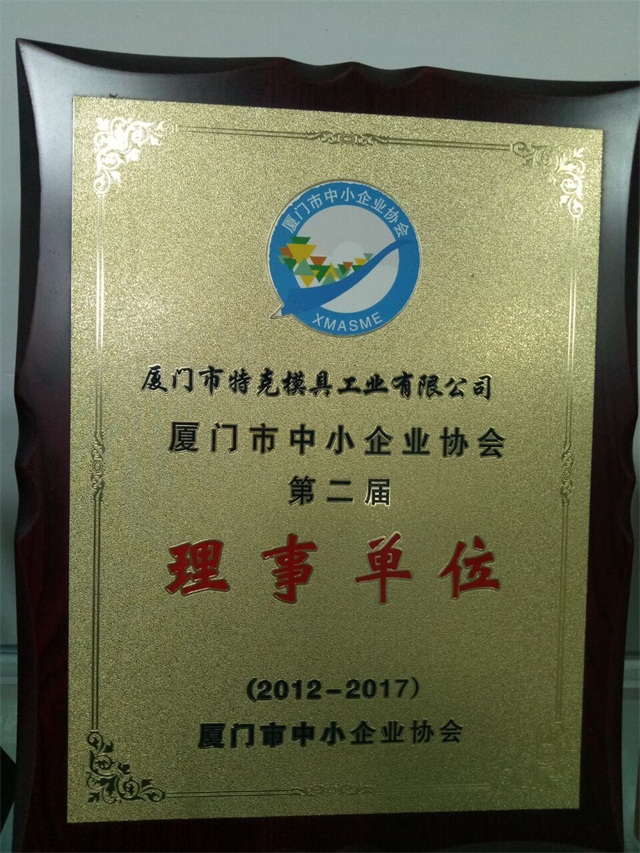 厦门市中小企业协会
XMASME
厦门市特克模具工业有限公司
厦门市中小企业协会
第二届
理事单位
(2012-2017)
厦门市中小企业协会